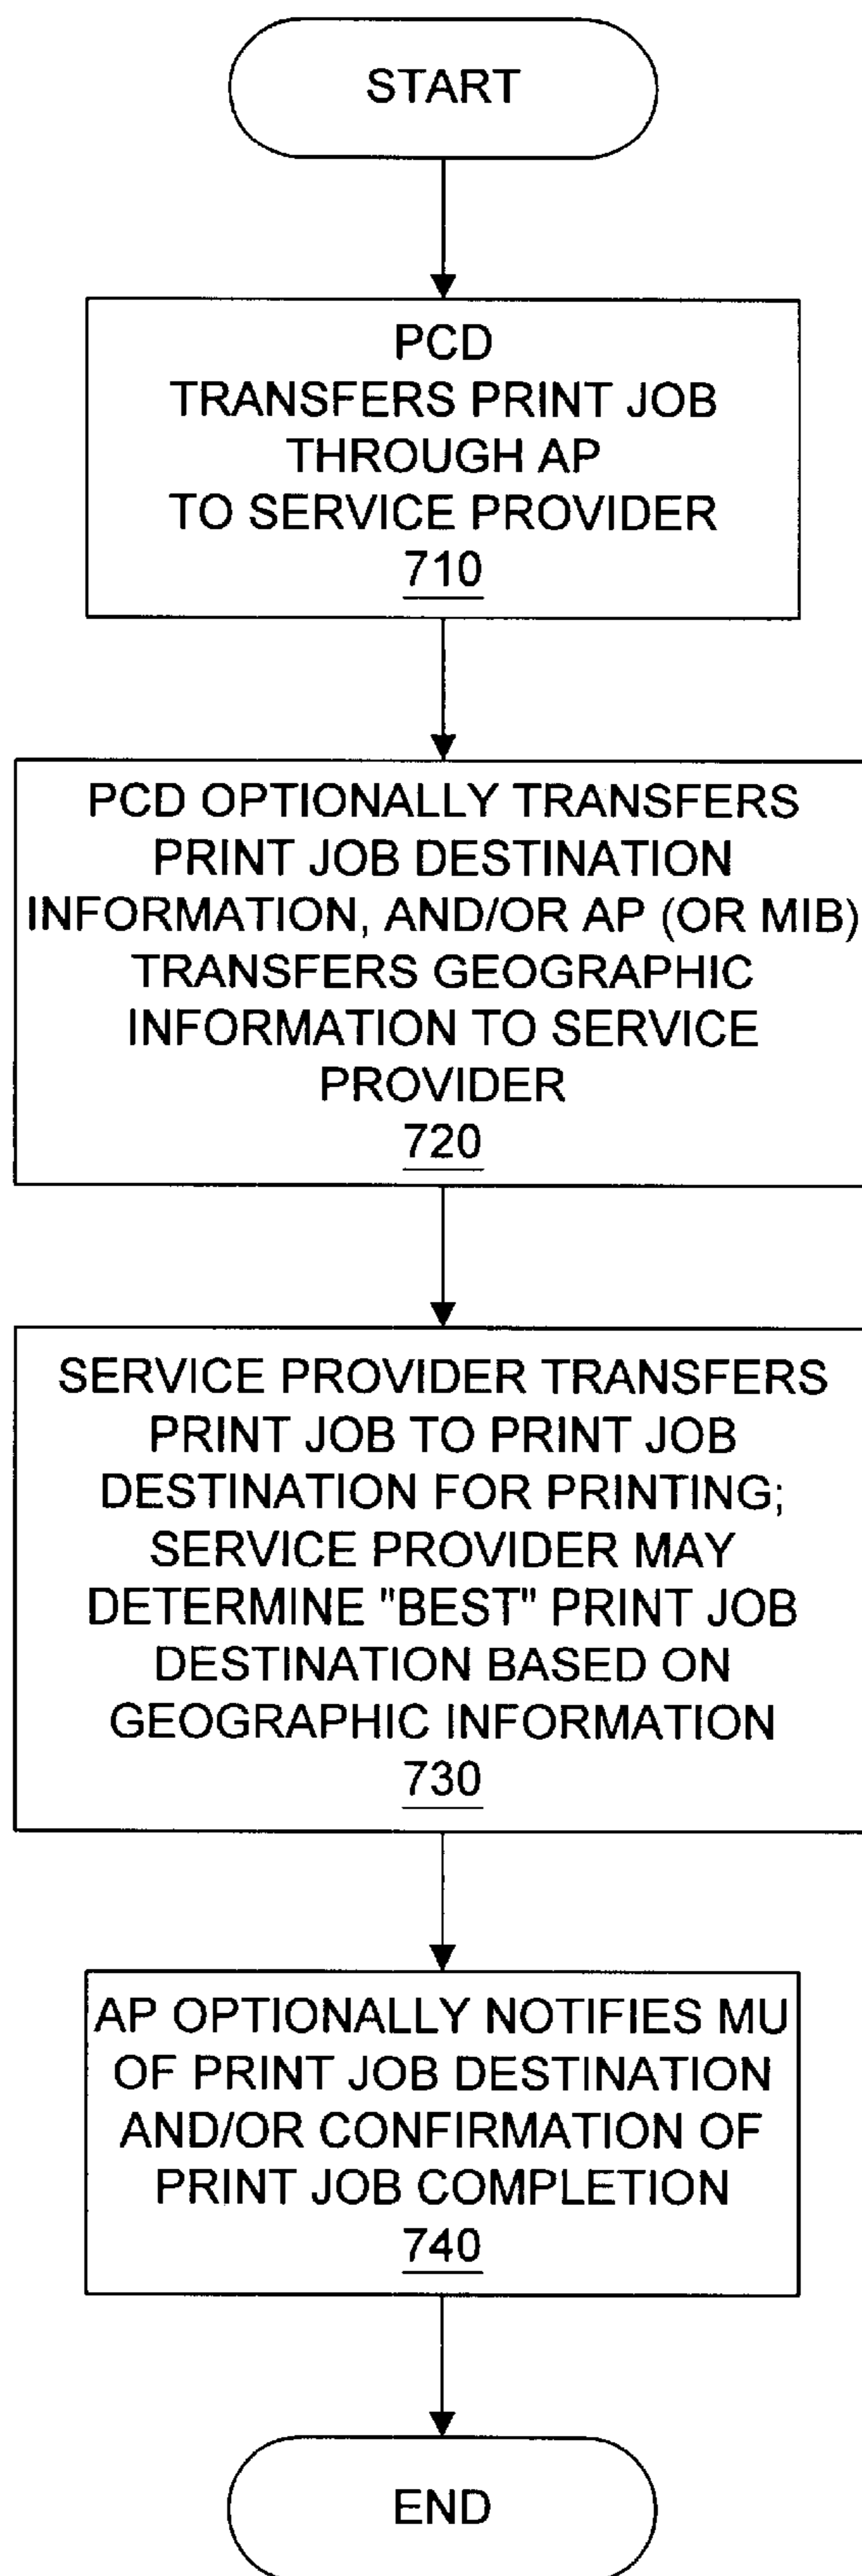 START
PCD
TRANSFERS PRINT JOB
THROUGH AP
TO SERVICE PROVIDER
710
PCD OPTIONALLY TRANSFERS
PRINT JOB DESTINATION
INFORMATION, AND/OR AP (OR MIB)
TRANSFERS GEOGRAPHIC
INFORMATION TO SERVICE
PROVIDER
720
SERVICE PROVIDER TRANSFERS
PRINT JOB TO PRINT JOB
DESTINATION FOR PRINTING;
SERVICE PROVIDER MAY
DETERMINE "BEST" PRINT JOB
DESTINATION BASED ON
GEOGRAPHIC INFORMATION
730
AP OPTIONALLY NOTIFIES MU
OF PRINT JOB DESTINATION
AND/OR CONFIRMATION OF
PRINT JOB COMPLETION
740
END